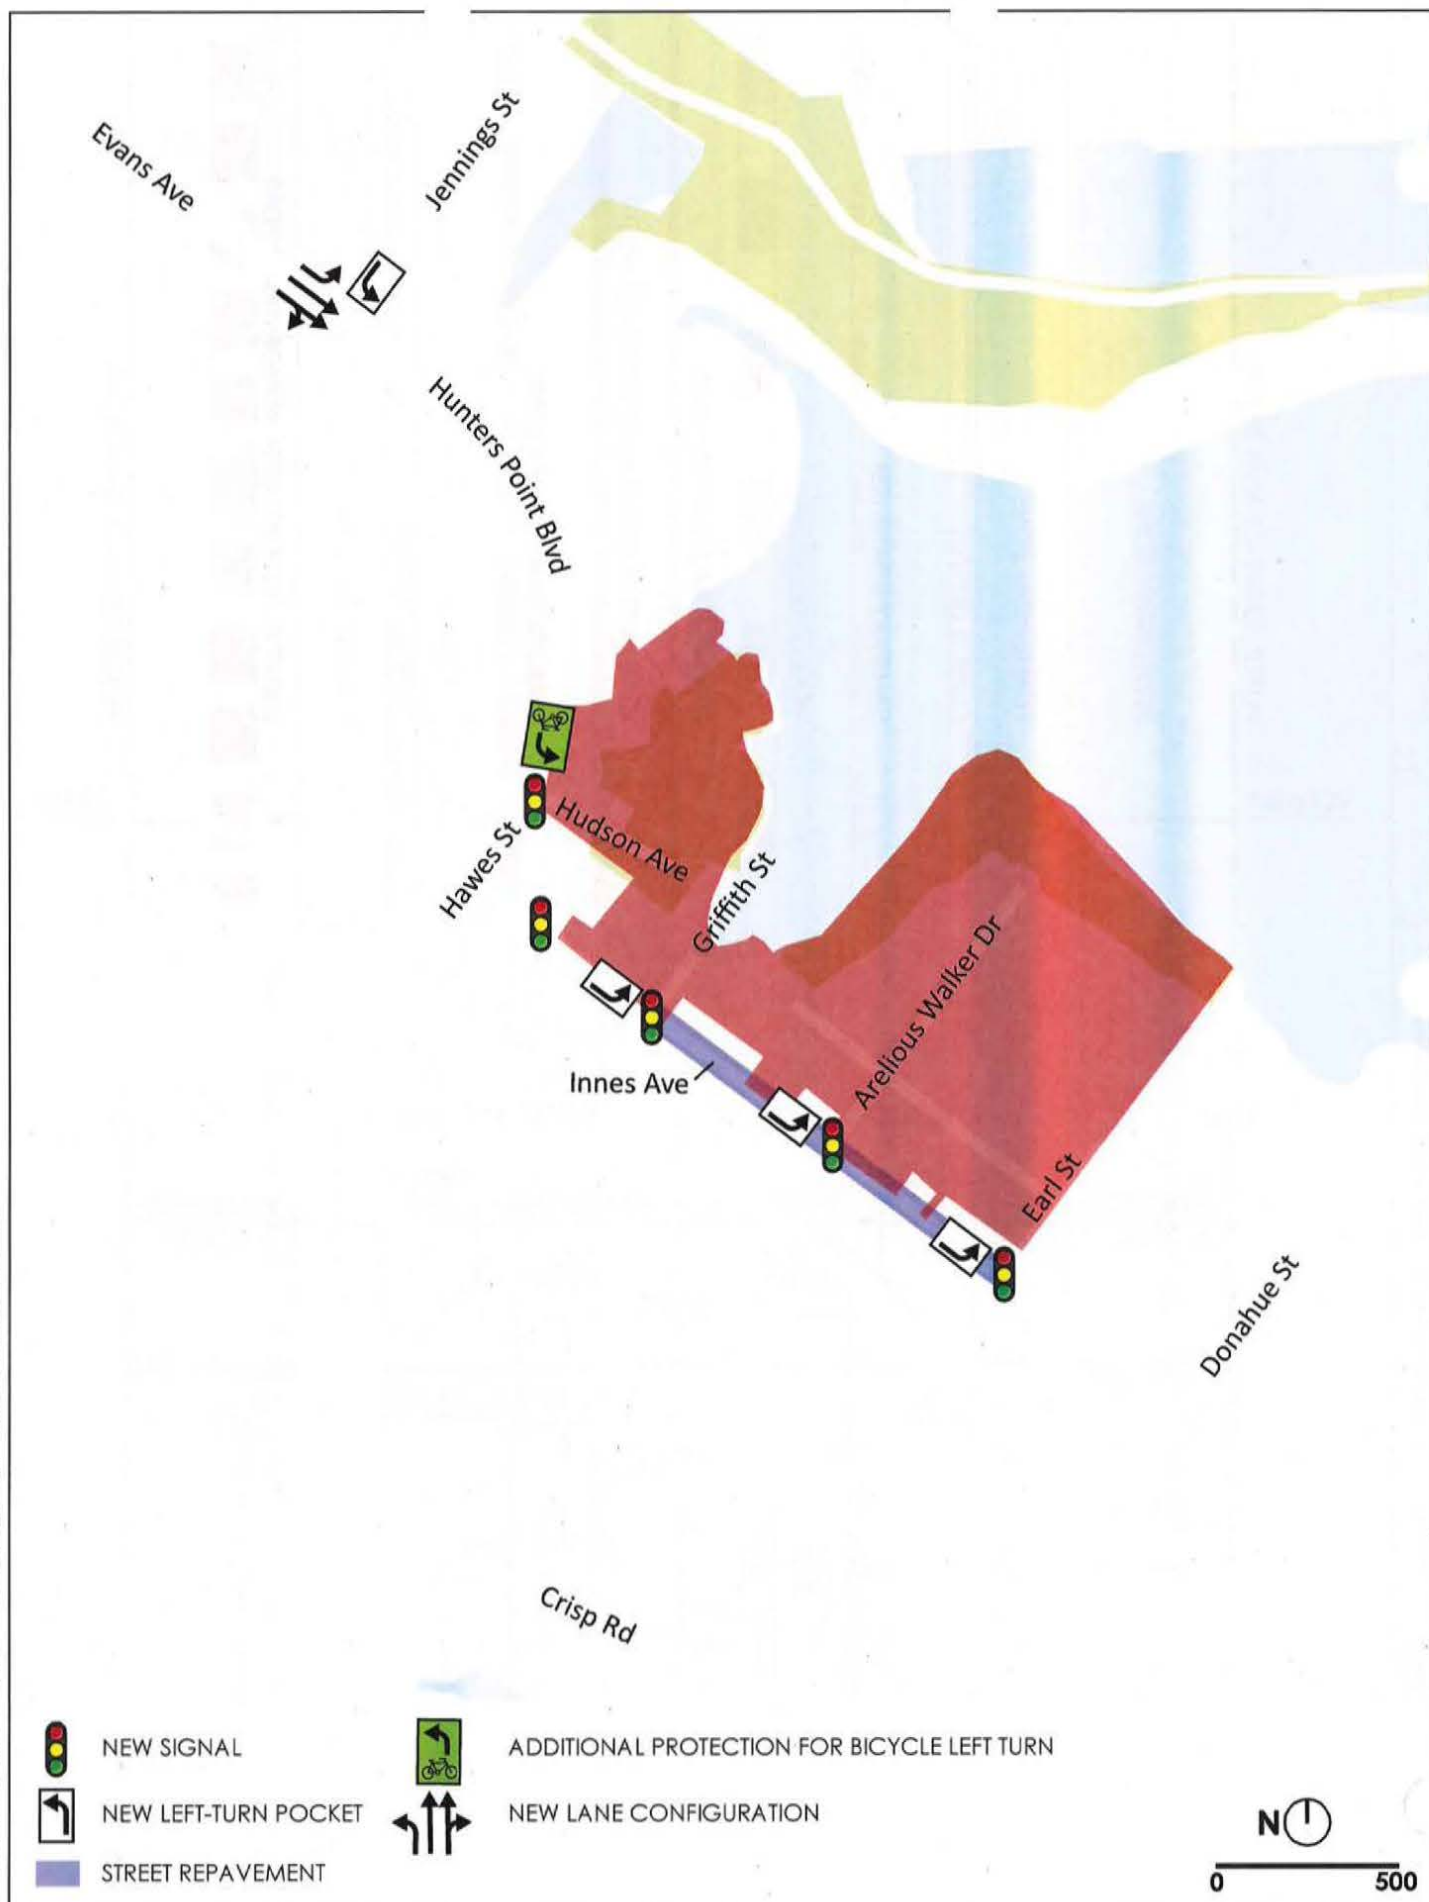 Evans Ave
Jennings St
Hunters Point Blvd
Hudson Ave
Hawes St
Griffith St
Arelious Walker Dr
Innes Ave
Earl St
Donahue St
Crisp Rd
NEW SIGNAL
ADDITIONAL PROTECTION FOR BICYCLE LEFT TURN
NEW LEFT-TURN POCKET
NEW LANE CONFIGURATION
STREET REPAVEMENT
N
0 500